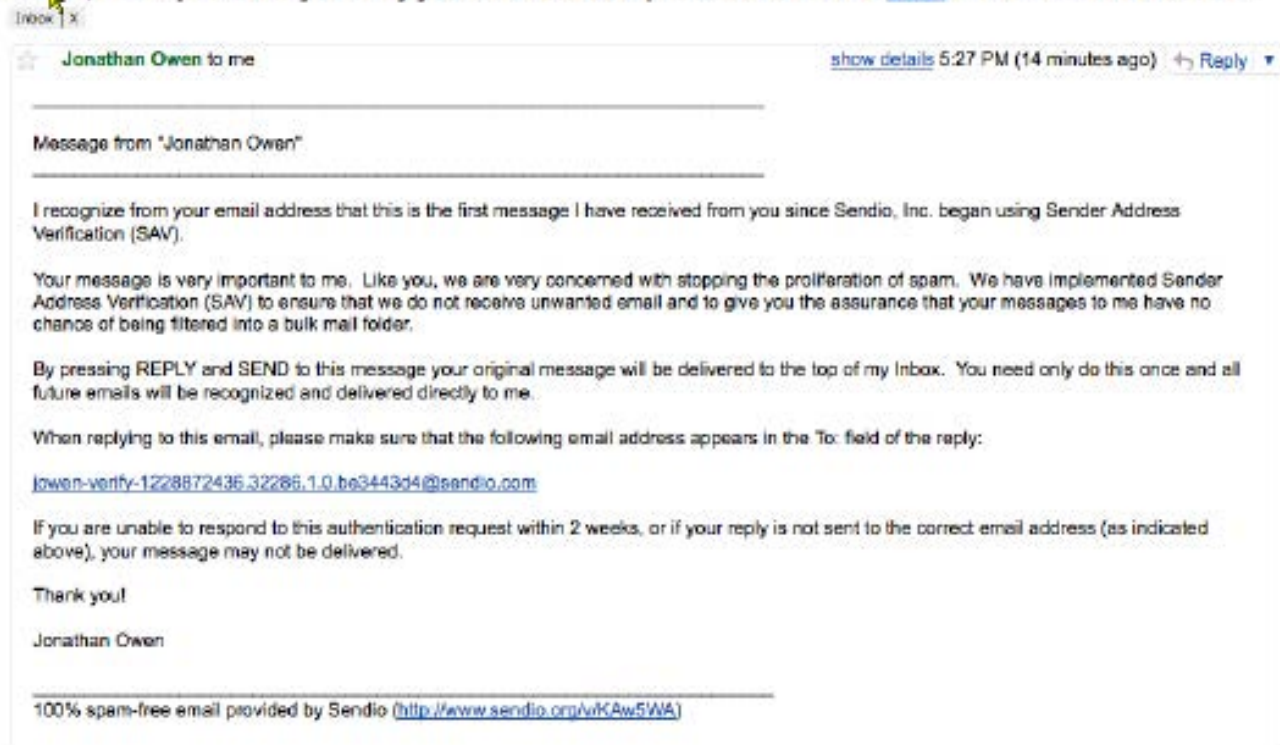 Inbox X
Jonathan Owen to me show details 5:27 PM (14 minutes ago) Reply
Message from "Jonathan Owen"
I recognize from your email address that this is the first message I have received from you since Sendio, Inc. began using Sender Address
Verification (SAV).
Your message is very important to me. Like you, we are very concerned with stopping the proliferation of spam. We have implemented Sender
Address Verification (SAV) to ensure that we do not receive unwanted email and to give you the assurance that your messages to me have no
chance of being filtered into a bulk mail folder.
By pressing REPLY and SEND to this message your original message will be delivered to the top of my Inbox. You need only do this once and all
future emails will be recognized and delivered directly to me.
When replying to this email, please make sure that the following email address appears in the To: field of the reply:
jowen-verify-1228872436.32286.1.0.be3443d4@sendio.com
If you are unable to respond to this authentication request within 2 weeks, or if your reply is not sent to the correct email address (as indicated
above), your message may not be delivered.
Thank you!
Jonathan Owen
100% spam-free email provided by Sendio (http://www.sendio.org/v/KAw5WA)